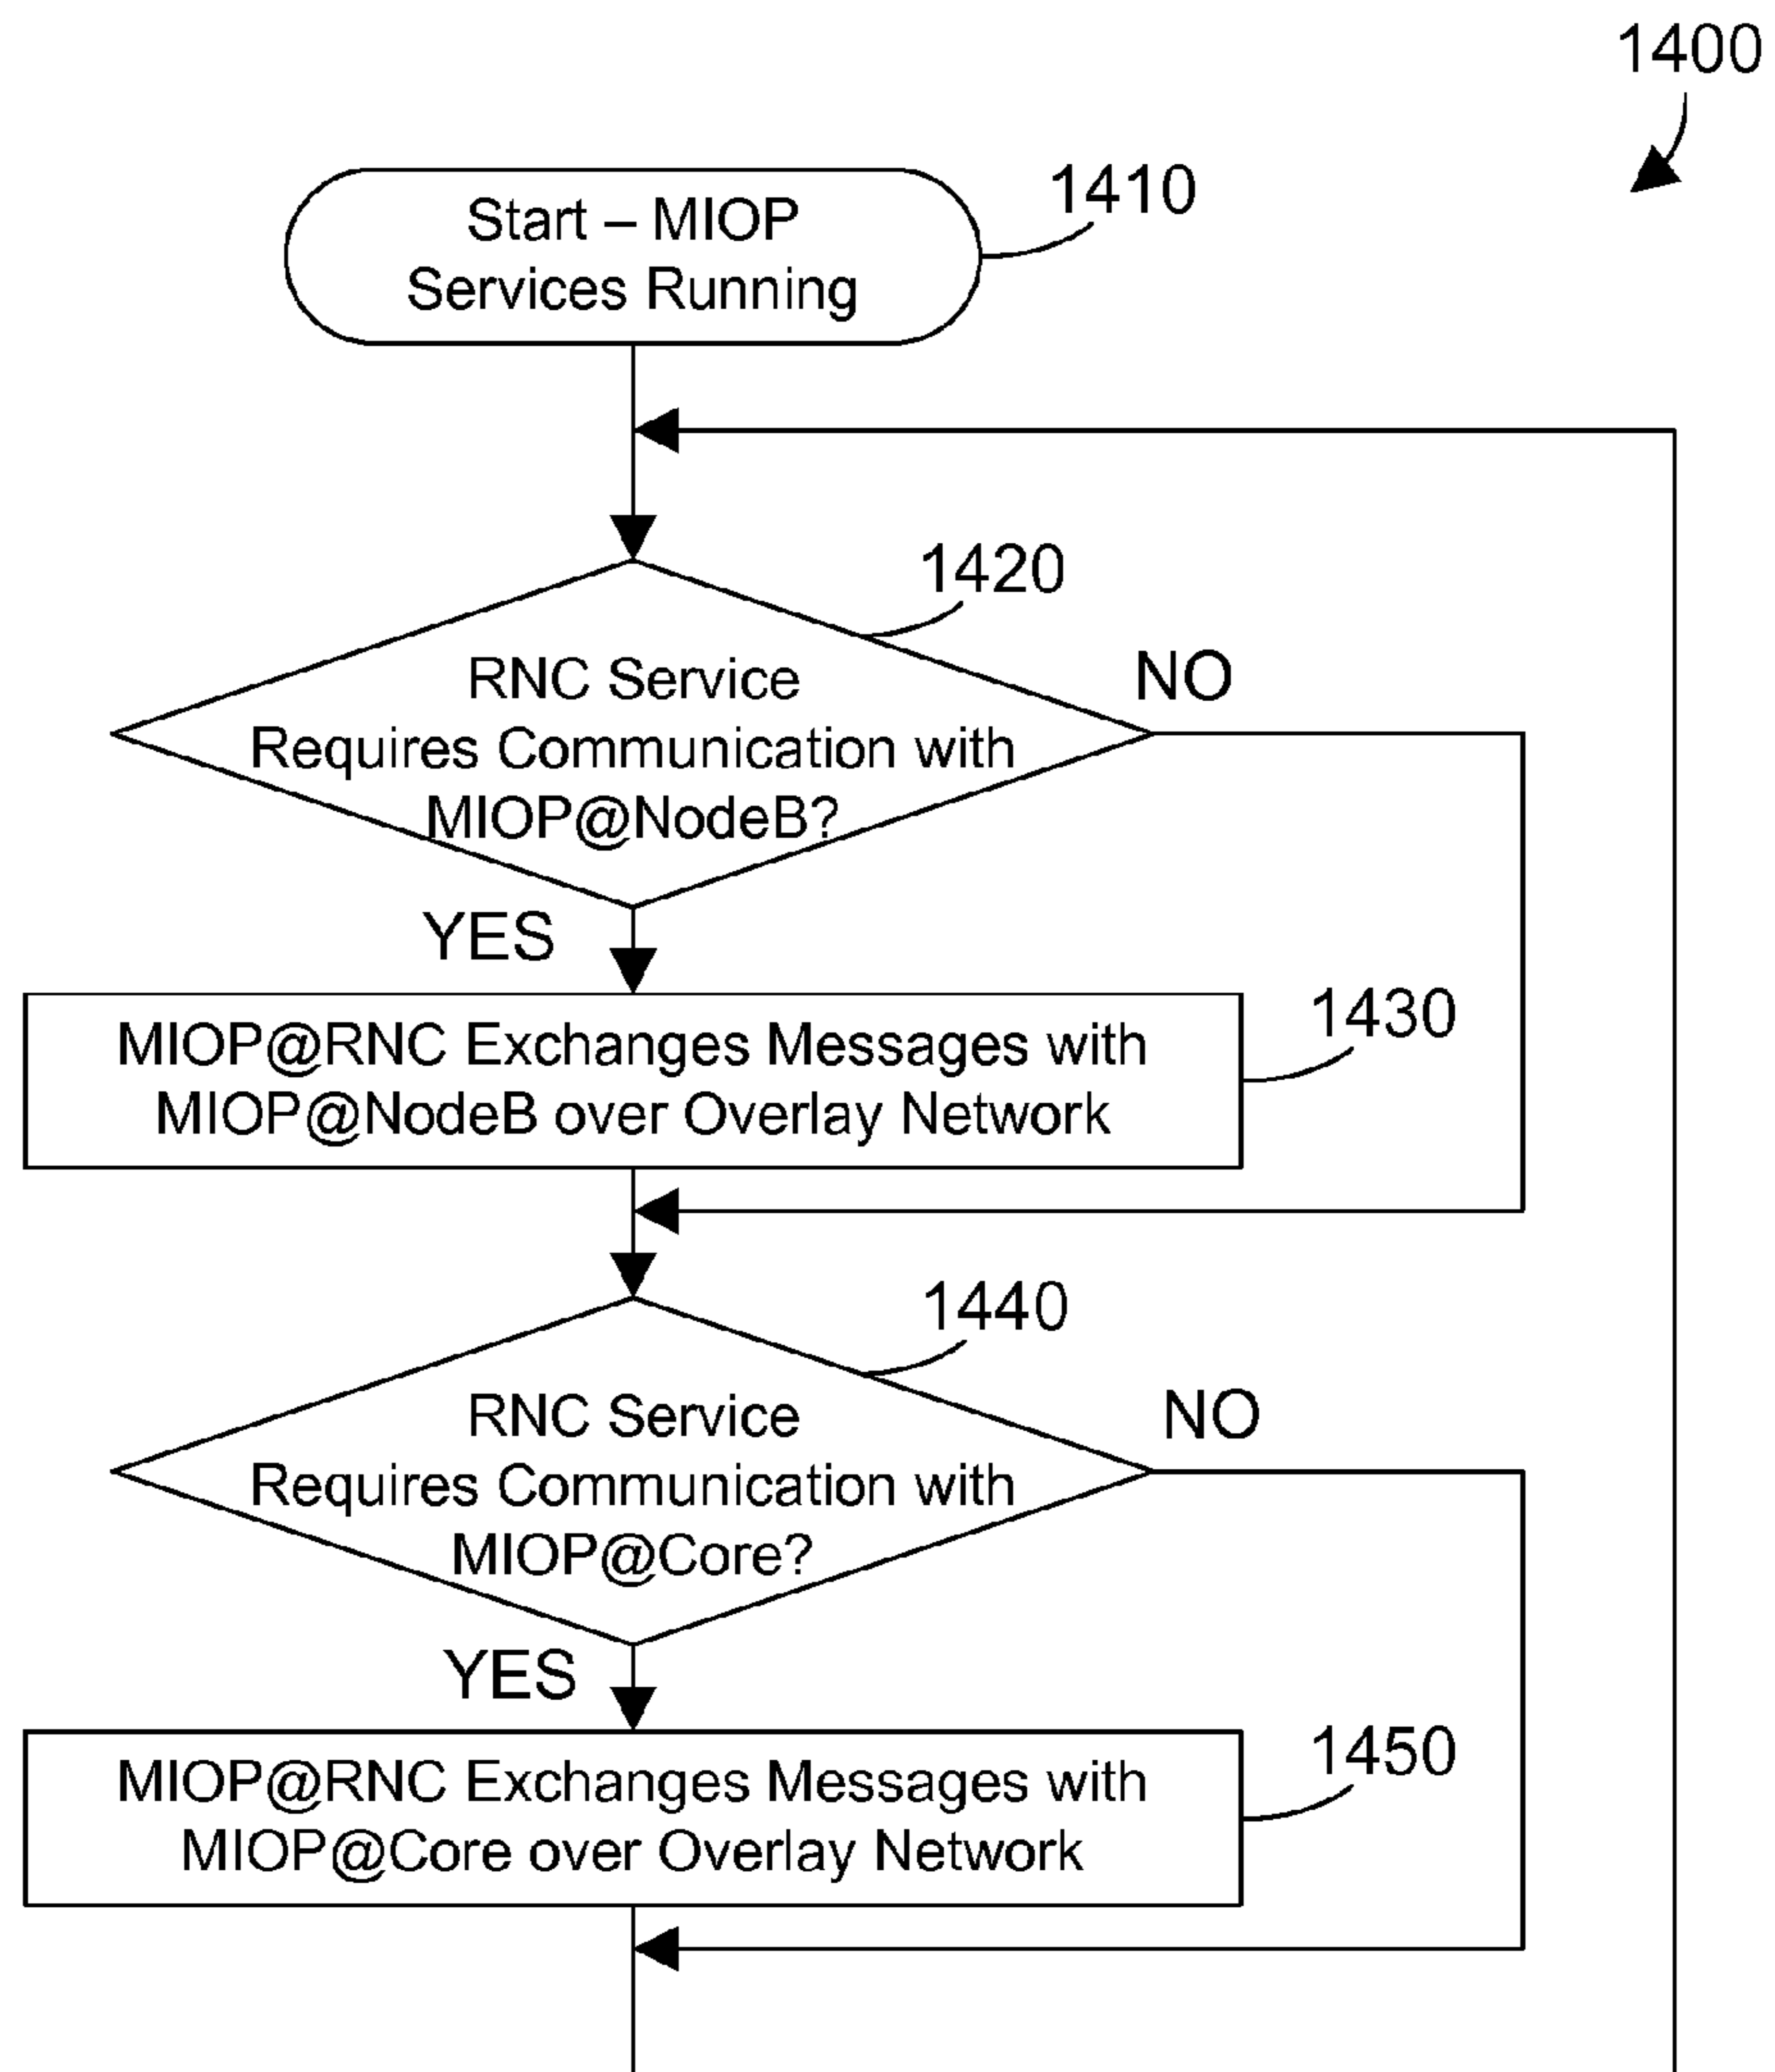 1400
Start – MIOP
Services Running
1410
1420
RNC Service
Requires Communication with
MIOP@NodeB?
NO
YES
1430
MIOP@RNC Exchanges Messages with
MIOP@NodeB over Overlay Network
1440
RNC Service
Requires Communication with
MIOP@Core?
NO
YES
1450
MIOP@RNC Exchanges Messages with
MIOP@Core over Overlay Network